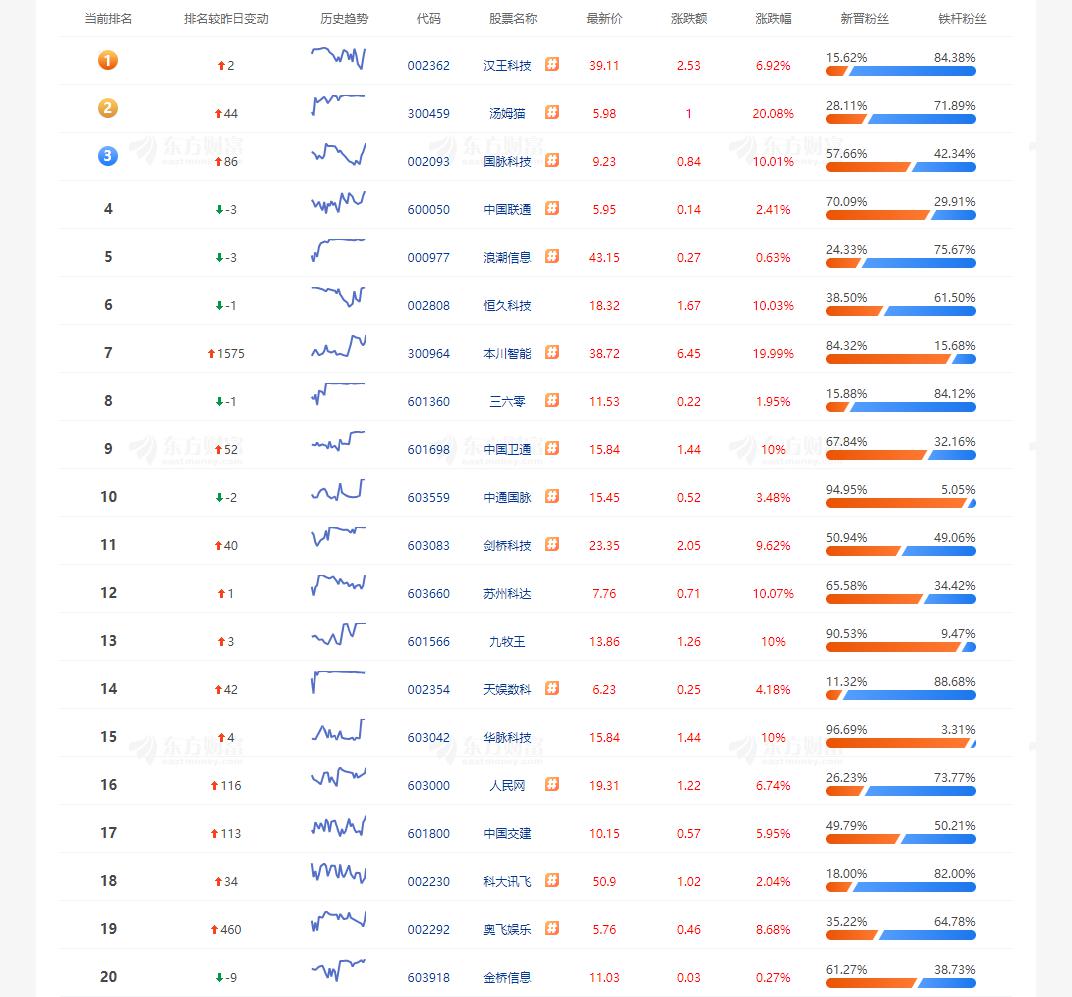 当前排名 排名较昨日变动 历史趋势 代码 股票名称 最新价 涨跌额 涨跌幅 新晋粉丝 铁杆粉丝
1 2 002362 汉王科技 39.11 2.53 6.92% 15.62% 84.38%
2 44 300459 汤姆猫 5.98 1 20.08% 28.11% 71.89%
3 86 002093 国脉科技 9.23 0.84 10.01% 57.66% 42.34%
4 -3 600050 中国联通 5.95 0.14 2.41% 70.09% 29.91%
5 -3 000977 浪潮信息 43.15 0.27 0.63% 24.33% 75.67%
6 -1 002808 恒久科技 18.32 1.67 10.03% 38.50% 61.50%
7 1575 300964 本川智能 38.72 6.45 19.99% 84.32% 15.68%
8 -1 601360 三六零 11.53 0.22 1.95% 15.88% 84.12%
9 52 601698 中国卫通 15.84 1.44 10% 67.84% 32.16%
10 -2 603559 中通国脉 15.45 0.52 3.48% 94.95% 5.05%
11 40 603083 剑桥科技 23.35 2.05 9.62% 50.94% 49.06%
12 1 603660 苏州科达 7.76 0.71 10.07% 65.58% 34.42%
13 3 601566 九牧王 13.86 1.26 10% 90.53% 9.47%
14 42 002354 天娱数科 6.23 0.25 4.18% 11.32% 88.68%
15 4 603042 华脉科技 15.84 1.44 10% 96.69% 3.31%
16 116 603000 人民网 19.31 1.22 6.74% 26.23% 73.77%
17 113 601800 中国交建 10.15 0.57 5.95% 49.79% 50.21%
18 34 002230 科大讯飞 50.9 1.02 2.04% 18.00% 82.00%
19 460 002292 奥飞娱乐 5.76 0.46 8.68% 35.22% 64.78%
20 -9 603918 金桥信息 11.03 0.03 0.27% 61.27% 38.73%